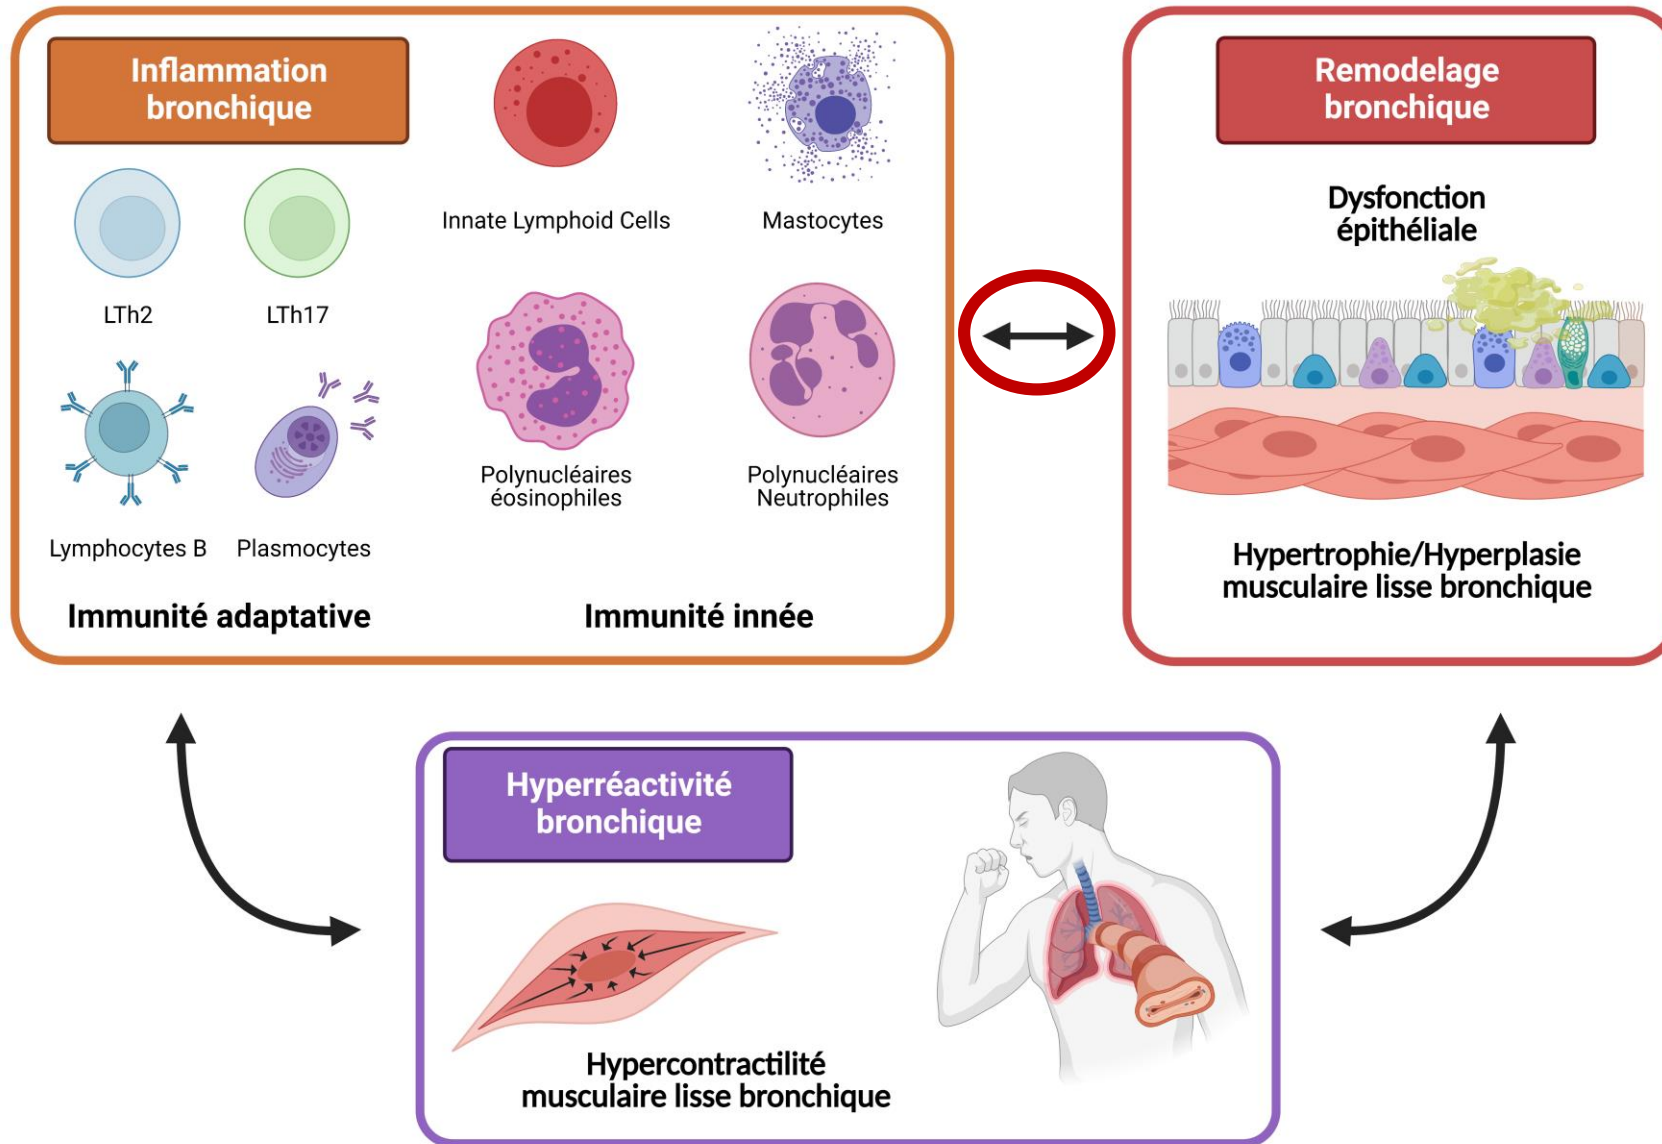 Inflammation
bronchique
Innate Lymphoid Cells
Mastocytes
LTh2
LTh17
Polynucléaires
éosinophiles
Polynucléaires
Neutrophiles
Lymphocytes B
Plasmocytes
Immunité adaptative
Immunité innée
Remodelage
bronchique
Dysfonction
épithéliale
Hypertrophie/Hyperplasie
musculaire lisse bronchique
Hyperréactivité
bronchique
Hypercontractilité
musculaire lisse bronchique